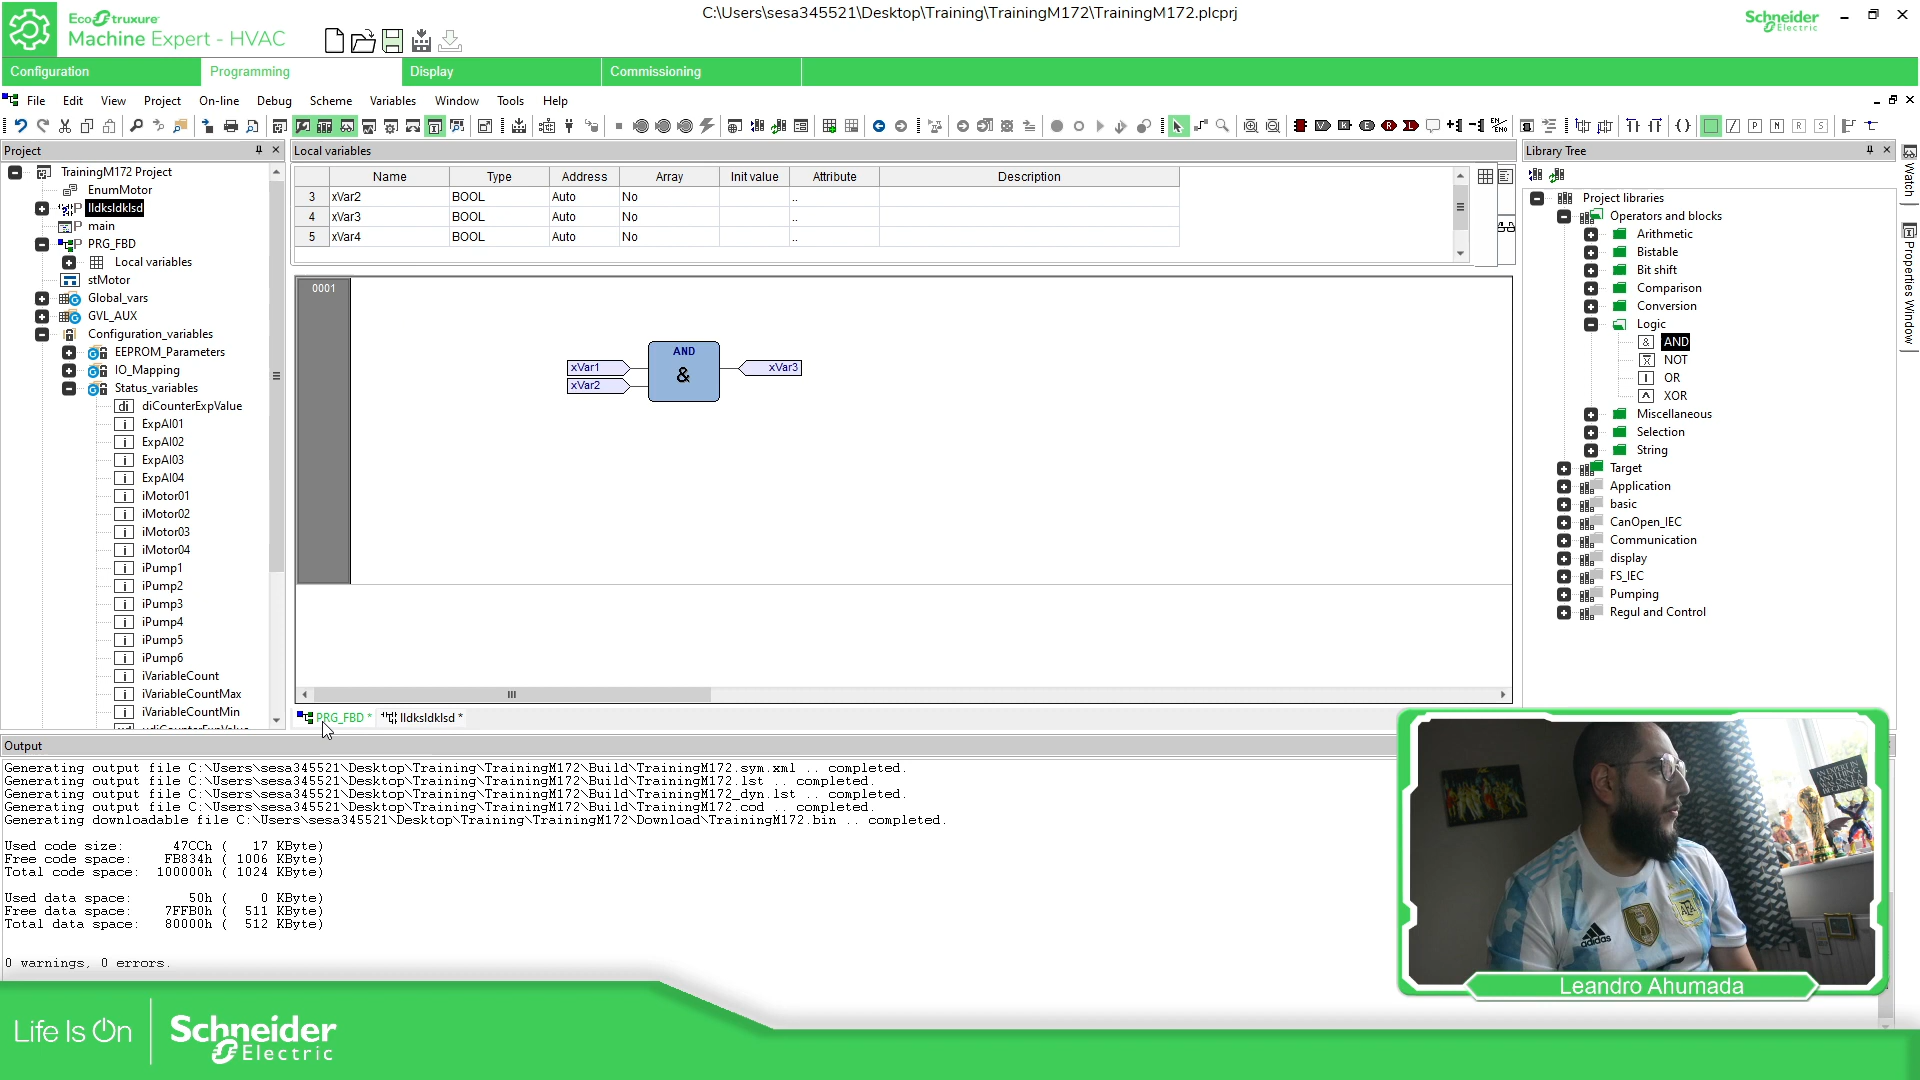 EcoStruxure
Machine Expert - HVAC
C:\Users\sesa345521\Desktop\Training\TrainingM172\TrainingM172.plcprj
Schneider Electric
Configuration
Programming
Display
Commissioning
File Edit View Project On-line Debug Scheme Variables Window Tools Help
Project
TrainingM172 Project
EnumMotor
lldksldklsd
main
PRG_FBD
Local variables
stMotor
Global_vars
GVL_AUX
Configuration_variables
EEPROM_Parameters
IO_Mapping
Status_variables
di diCounterExpValue
i ExpAI01
i ExpAI02
i ExpAI03
i ExpAI04
i iMotor01
i iMotor02
i iMotor03
i iMotor04
i iPump1
i iPump2
i iPump3
i iPump4
i iPump5
i iPump6
i iVariableCount
i iVariableCountMax
i iVariableCountMin
Local variables
Name Type Address Array Init value Attribute Description
3 xVar2 BOOL Auto No ..
4 xVar3 BOOL Auto No ..
5 xVar4 BOOL Auto No ..
0001
AND
&
xVar1
xVar2
xVar3
PRG_FBD * lldksldklsd *
Library Tree
Project libraries
Operators and blocks
Arithmetic
Bistable
Bit shift
Comparison
Conversion
Logic
& AND
NOT
OR
XOR
Miscellaneous
Selection
String
Target
Application
basic
CanOpen_IEC
Communication
display
FS_IEC
Pumping
Regul and Control
Watch
Properties Window
Output
Generating output file C:\Users\sesa345521\Desktop\Training\TrainingM172\Build\TrainingM172.sym.xml .. completed.
Generating output file C:\Users\sesa345521\Desktop\Training\TrainingM172\Build\TrainingM172.lst .. completed.
Generating output file C:\Users\sesa345521\Desktop\Training\TrainingM172\Build\TrainingM172_dyn.lst .. completed.
Generating output file C:\Users\sesa345521\Desktop\Training\TrainingM172\Build\TrainingM172.cod .. completed.
Generating downloadable file C:\Users\sesa345521\Desktop\Training\TrainingM172\Download\TrainingM172.bin .. completed.
Used code size: 47CCh ( 17 KByte)
Free code space: FB834h ( 1006 KByte)
Total code space: 100000h ( 1024 KByte)
Used data space: 50h ( 0 KByte)
Free data space: 7FFB0h ( 511 KByte)
Total data space: 80000h ( 512 KByte)
0 warnings, 0 errors.
adidas
AFA
Leandro Ahumada
Life Is On
Schneider Electric